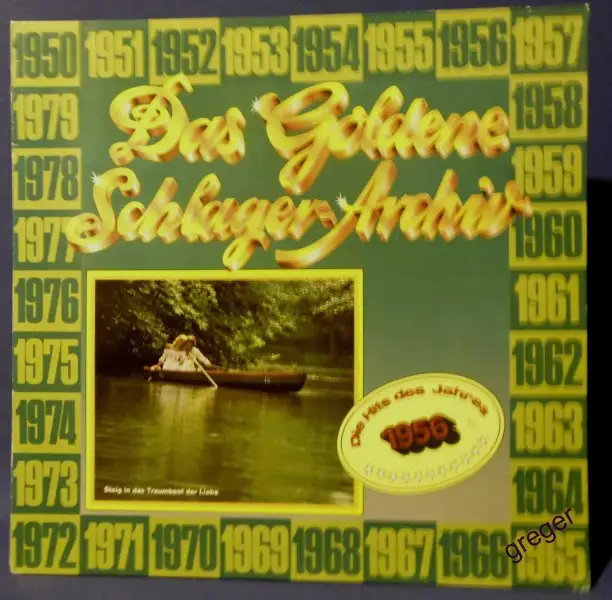 1950 1951 1952 1953 1954 1955 1956 1957
1979 1958
1978 1959
1977 1960
1976 1961
1975 1962
1974 1963
1973 1964
1972 1971 1970 1969 1968 1967 1966 1965
Das Goldene
Schlager-Archiv
Die Hits des Jahres
1956
Steig in das Traumboot der Liebe
greger